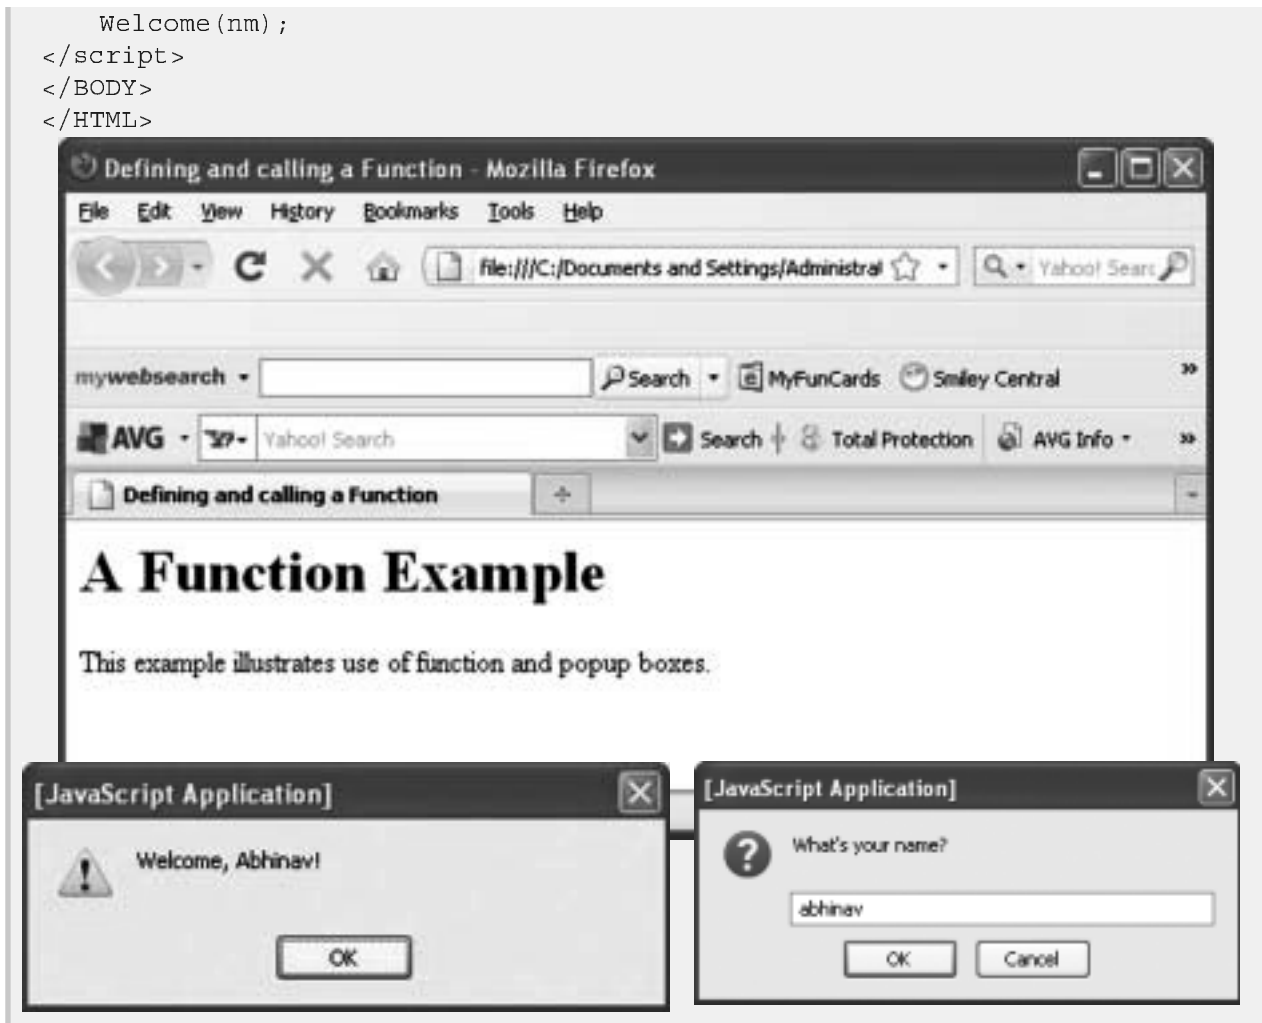 Welcome(nm);
</script>
</BODY>
</HTML>
Defining and calling a Function - Mozilla Firefox
File Edit View History Bookmarks Tools Help
file:///C:/Documents and Settings/Administrat
Yahoo! Searc
mywebsearch
Search
MyFunCards
Smiley Central
»
AVG
Yahoo! Search
Search
Total Protection
AVG Info
»
Defining and calling a Function
A Function Example
This example illustrates use of function and popup boxes.
[JavaScript Application]
Welcome, Abhinav!
OK
[JavaScript Application]
What's your name?
abhinav
OK Cancel